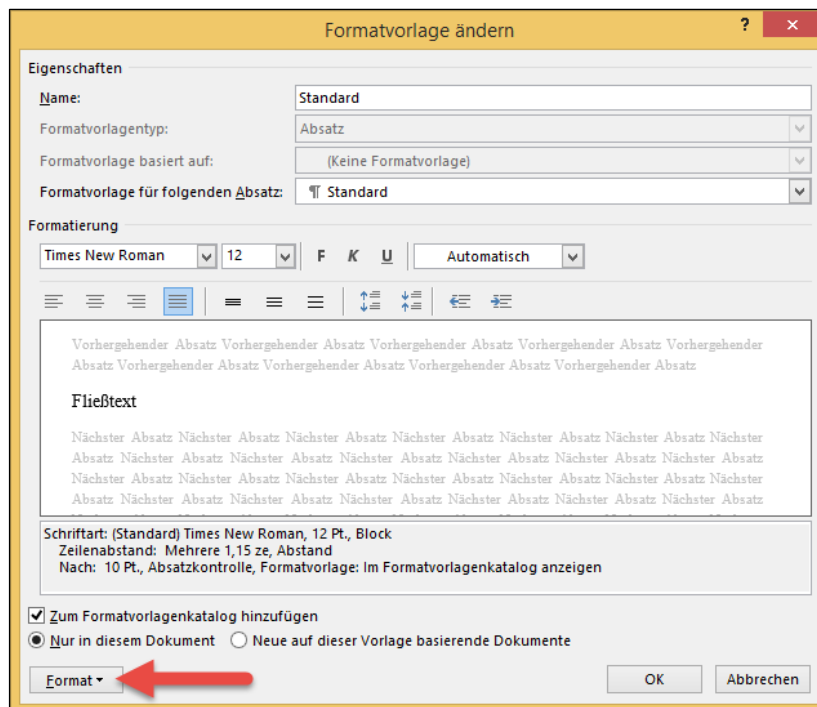 Formatvorlage ändern
?
Eigenschaften
Name: Standard
Formatvorlagentyp: Absatz
Formatvorlage basiert auf: (Keine Formatvorlage)
Formatvorlage für folgenden Absatz: ¶ Standard
Formatierung
Times New Roman 12 F K U Automatisch
Vorhergehender Absatz Vorhergehender Absatz Vorhergehender Absatz Vorhergehender Absatz Vorhergehender
Absatz Vorhergehender Absatz Vorhergehender Absatz Vorhergehender Absatz Vorhergehender Absatz
Fließtext
Nächster Absatz Nächster Absatz Nächster Absatz Nächster Absatz Nächster Absatz Nächster Absatz Nächster
Absatz Nächster Absatz Nächster Absatz Nächster Absatz Nächster Absatz Nächster Absatz Nächster Absatz
Nächster Absatz Nächster Absatz Nächster Absatz Nächster Absatz Nächster Absatz Nächster Absatz Nächster
Absatz Nächster Absatz Nächster Absatz Nächster Absatz Nächster Absatz Nächster Absatz Nächster Absatz
Schriftart: (Standard) Times New Roman, 12 Pt., Block
Zeilenabstand: Mehrere 1,15 ze, Abstand
Nach: 10 Pt., Absatzkontrolle, Formatvorlage: Im Formatvorlagenkatalog anzeigen
Zum Formatvorlagenkatalog hinzufügen
Nur in diesem Dokument Neue auf dieser Vorlage basierende Dokumente
Format OK Abbrechen